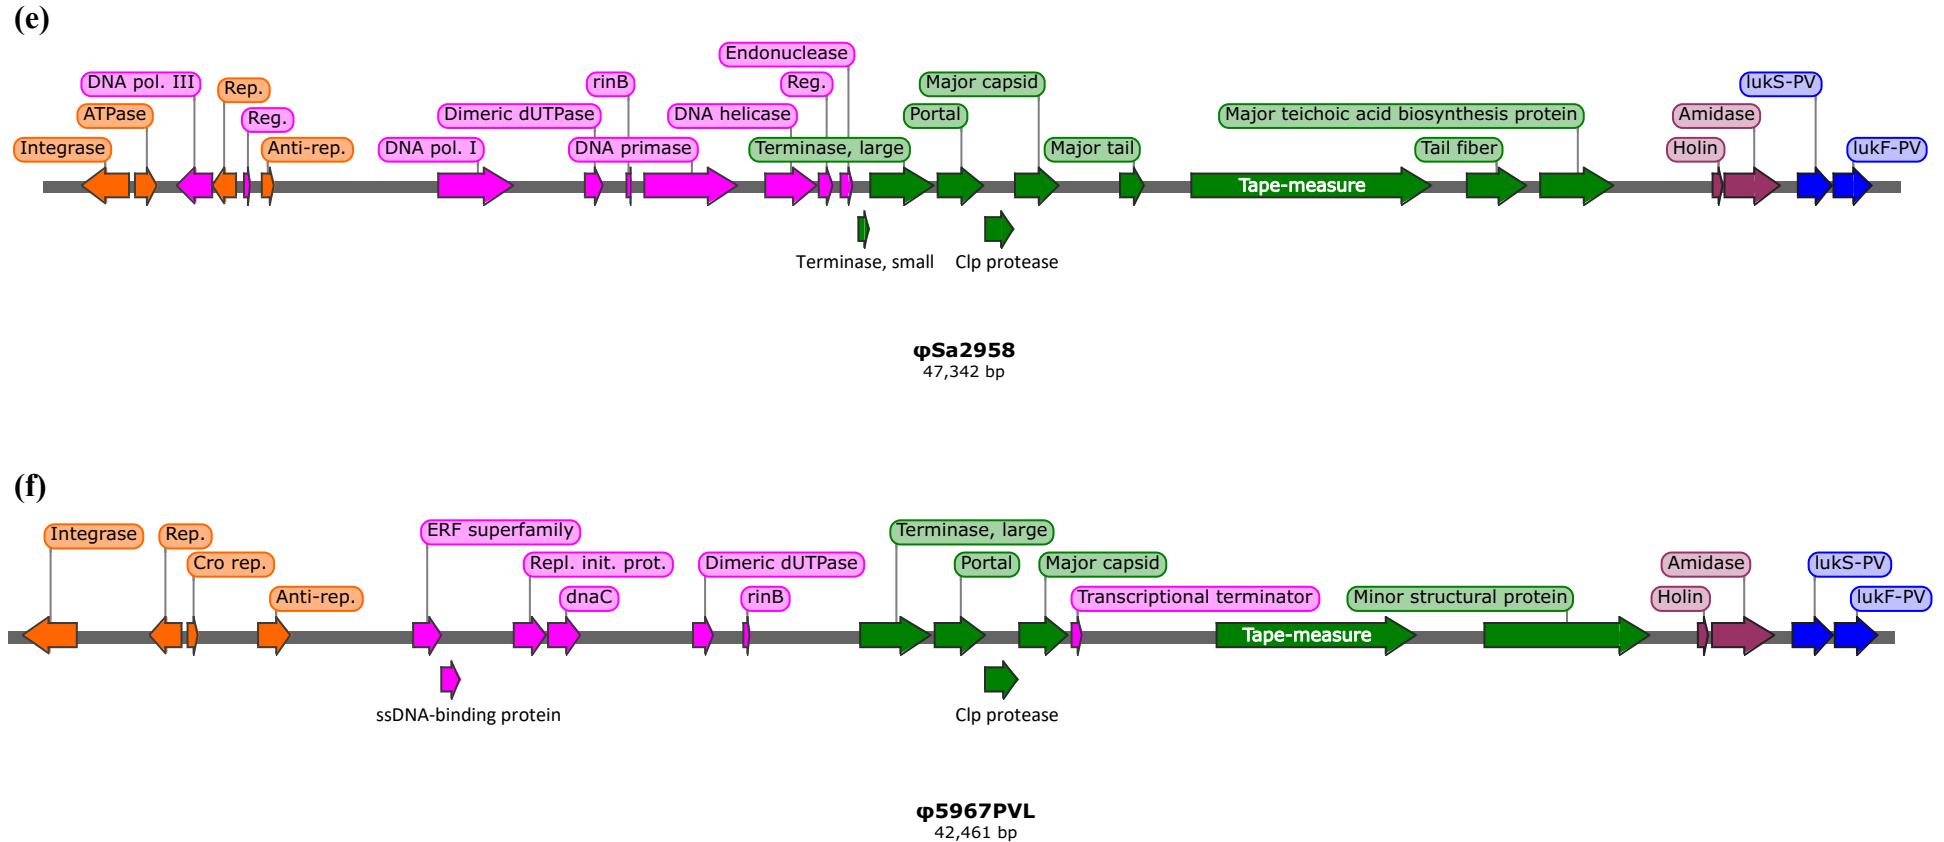 (e)
Endonuclease
DNA pol. III
rinB
Reg.
Major capsid
lukS-PV
Rep.
ATPase
Reg.
Dimeric dUTPase
DNA helicase
Portal
Major teichoic acid biosynthesis protein
Amidase
Integrase
Anti-rep.
DNA pol. I
DNA primase
Terminase, large
Major tail
Tail fiber
Holin
lukF-PV
Tape-measure
Terminase, small
Clp protease
φSa2958
47,342 bp
(f)
Integrase
Rep.
ERF superfamily
Terminase, large
Cro rep.
Repl. init. prot.
Dimeric dUTPase
Portal
Major capsid
Amidase
lukS-PV
Anti-rep.
dnaC
rinB
Transcriptional terminator
Minor structural protein
Holin
lukF-PV
Tape-measure
ssDNA-binding protein
Clp protease
φ5967PVL
42,461 bp